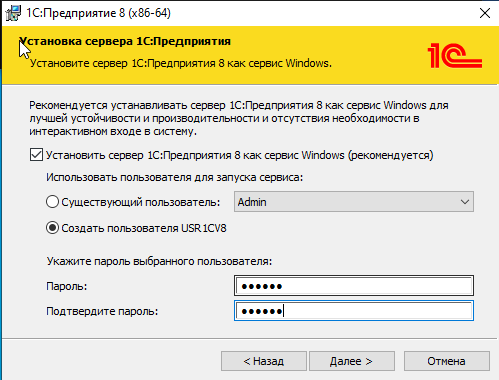 1С:Предприятие 8 (x86-64)
Установка сервера 1С:Предприятия
Установите сервер 1С:Предприятия 8 как сервис Windows.
1С
Рекомендуется устанавливать сервер 1С:Предприятия 8 как сервис Windows для
лучшей устойчивости и производительности и отсутствия необходимости в
интерактивном входе в систему.
Установить сервер 1С:Предприятия 8 как сервис Windows (рекомендуется)
Использовать пользователя для запуска сервиса:
Существующий пользователь: Admin
Создать пользователя USR1CV8
Укажите пароль выбранного пользователя:
Пароль: ●●●●●●
Подтвердите пароль: ●●●●●●
< Назад Далее > Отмена